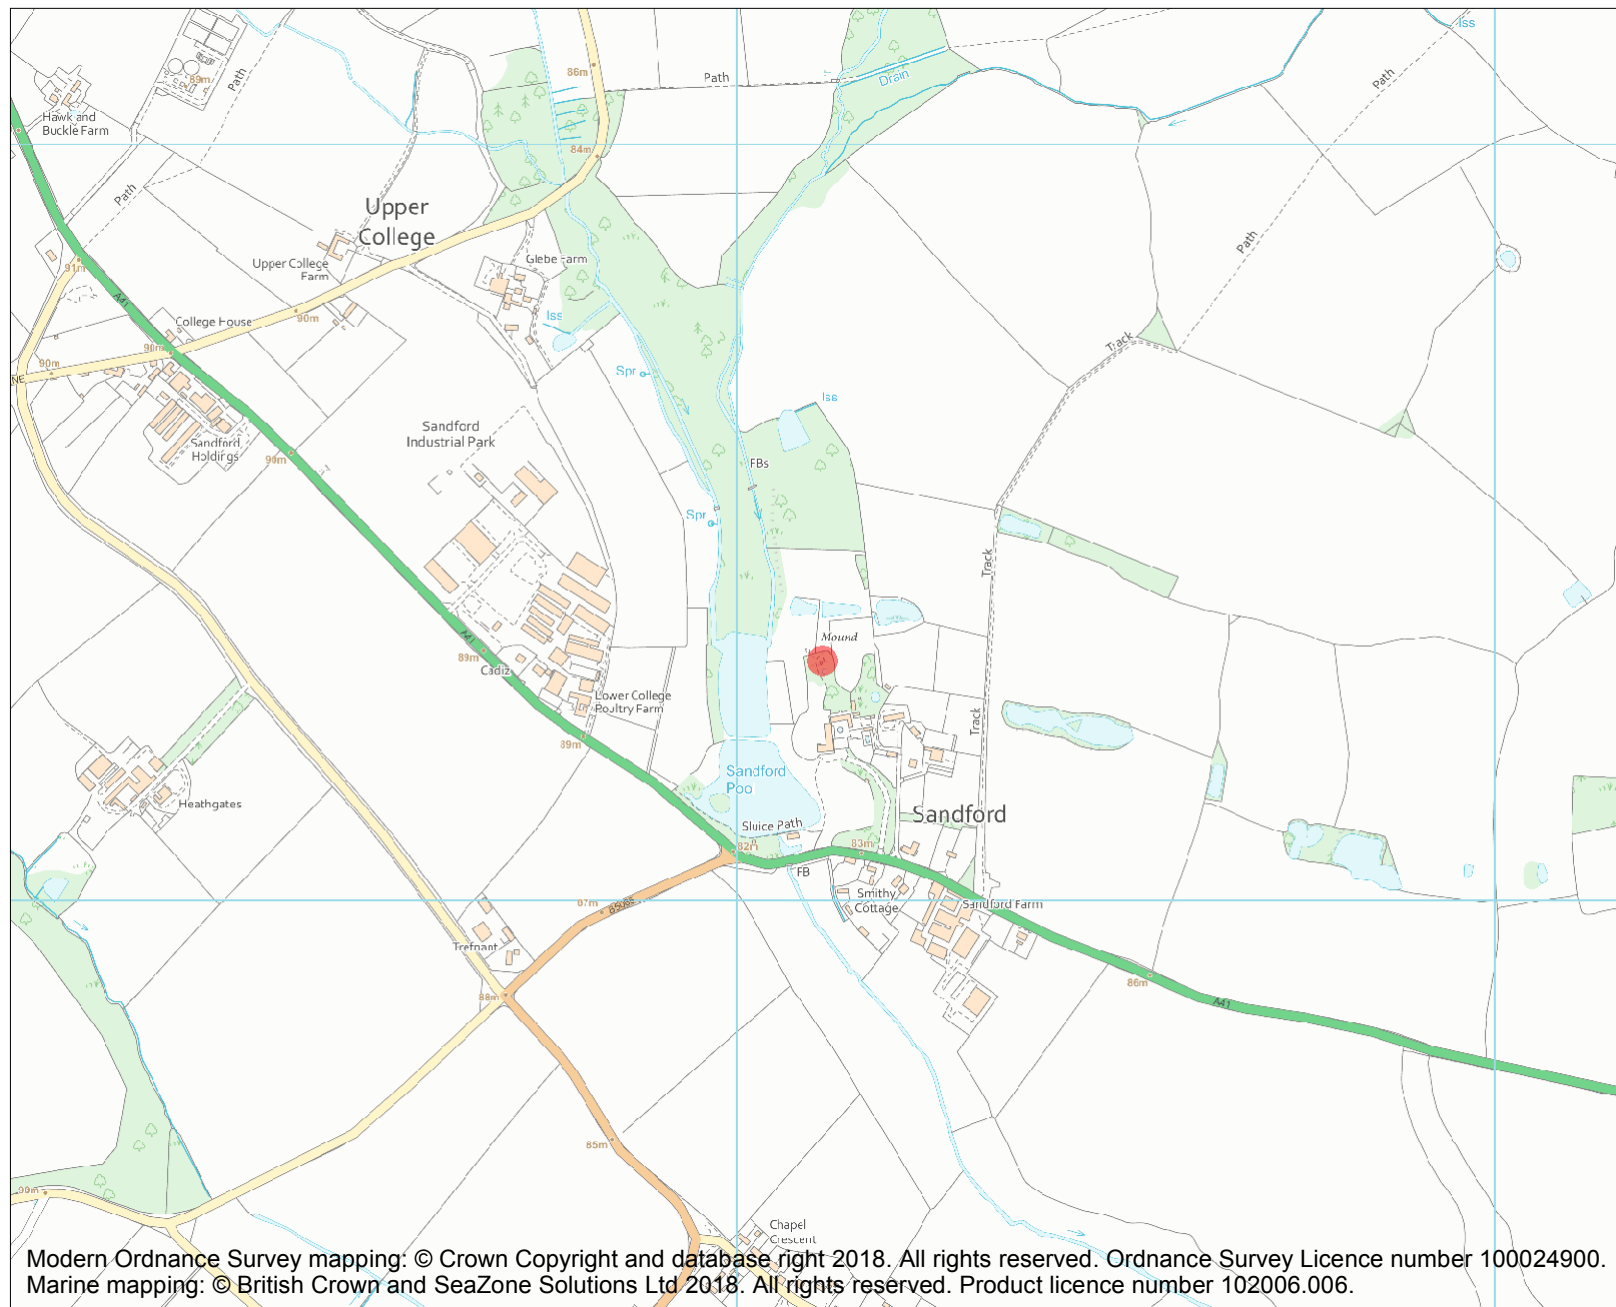 Iss
86m
Path
Drain
89m
Path
Path
Hawk and
Buckle Farm
84m
Path
Upper
College
Path
Glebe Farm
Upper College
Farm
91m
A41
Iss
College House
90m
90m
90m
Track
Spr
Iss
Sandford
Industrial Park
Sandford
Holdings
90m
FBs
Spr
Track
Mound
A41
89m
Cadiz
Lower College
Poultry Farm
Track
89m
Sandford
Poo
Heathgates
Sandford
Sluice Path
82m
83m
FB
Smithy
Cottage
Sandford Farm
87m
Trefnant
86m
88m
A41
85m
90m
Chapel
Crescent
Modern Ordnance Survey mapping: © Crown Copyright and database right 2018. All rights reserved. Ordnance Survey Licence number 100024900.
Marine mapping: © British Crown and SeaZone Solutions Ltd 2018. All rights reserved. Product licence number 102006.006.